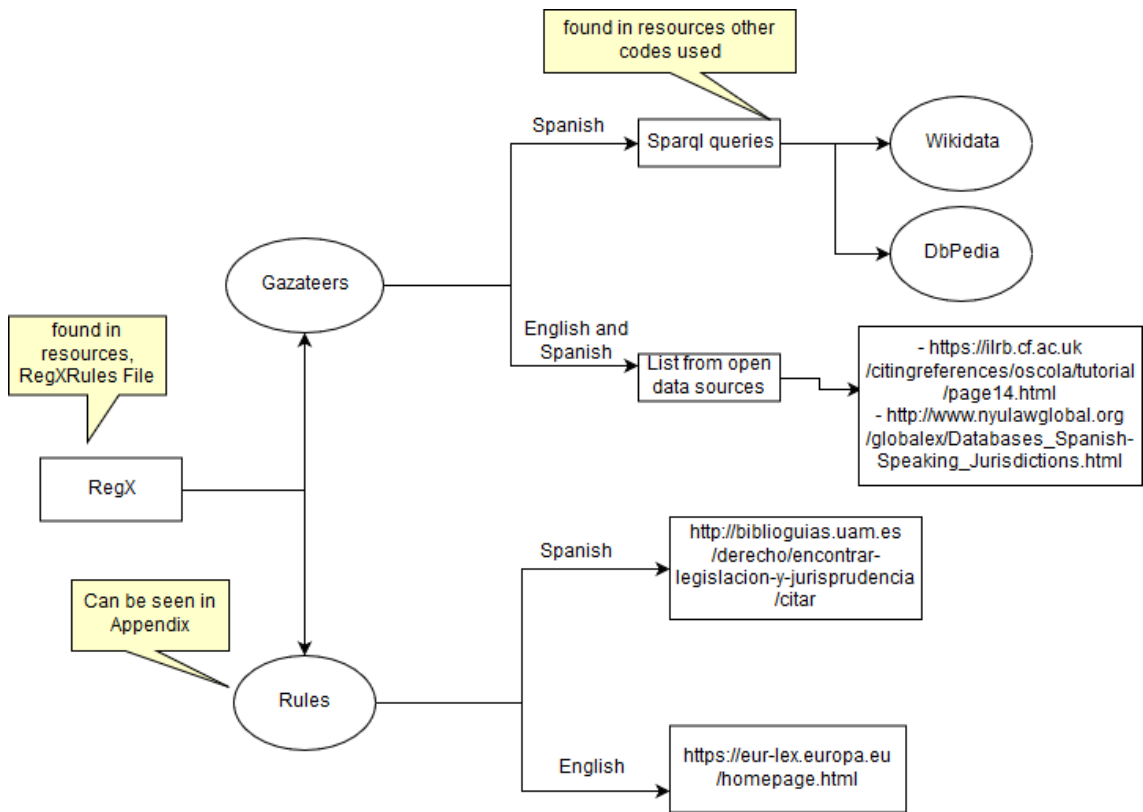 found in resources other
codes used
Spanish
Sparql queries
Wikidata
DbPedia
Gazateers
English and
Spanish
List from open
data sources
- https://ilrb.cf.ac.uk
/citingreferences/oscola/tutorial
/page14.html
- http://www.nyulawglobal.org
/globalex/Databases_Spanish-
Speaking_Jurisdictions.html
found in
resources,
RegXRules File
RegX
Can be seen in
Appendix
Rules
Spanish
http://biblioguias.uam.es
/derecho/encontrar-
legislacion-y-jurisprudencia
/citar
English
https://eur-lex.europa.eu
/homepage.html